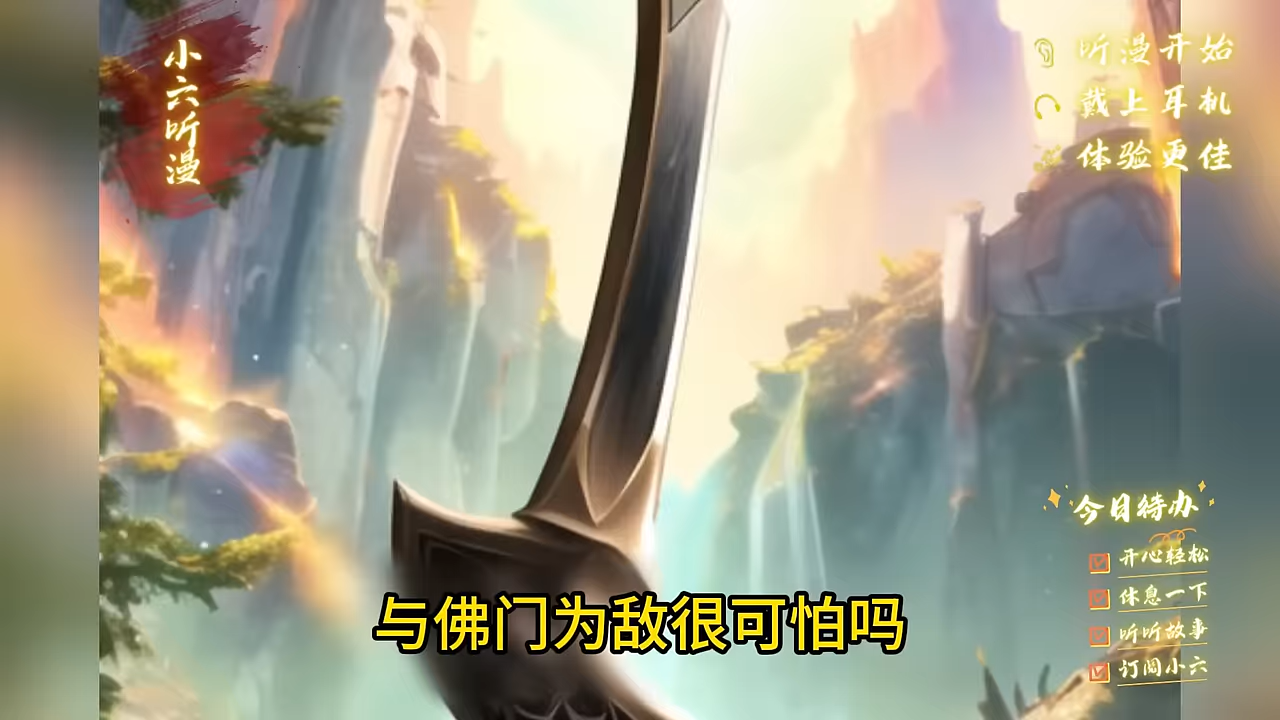 小六听漫
听漫开始
戴上耳机
体验更佳
今日待办
开心轻松
休息一下
听听故事
订阅小六
与佛门为敌很可怕吗